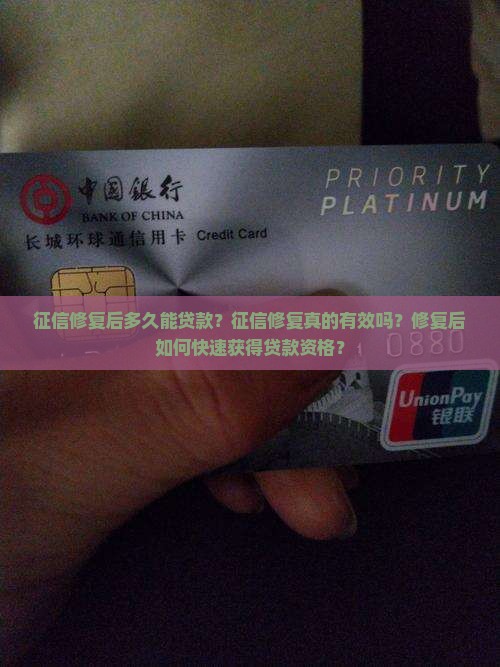 中國銀行
BANK OF CHINA
长城环球通信用卡 Credit Card
PRIORITY
PLATINUM
征信修复后多久能贷款？征信修复真的有效吗？修复后
如何快速获得贷款资格？
0880
UnionPay
银联